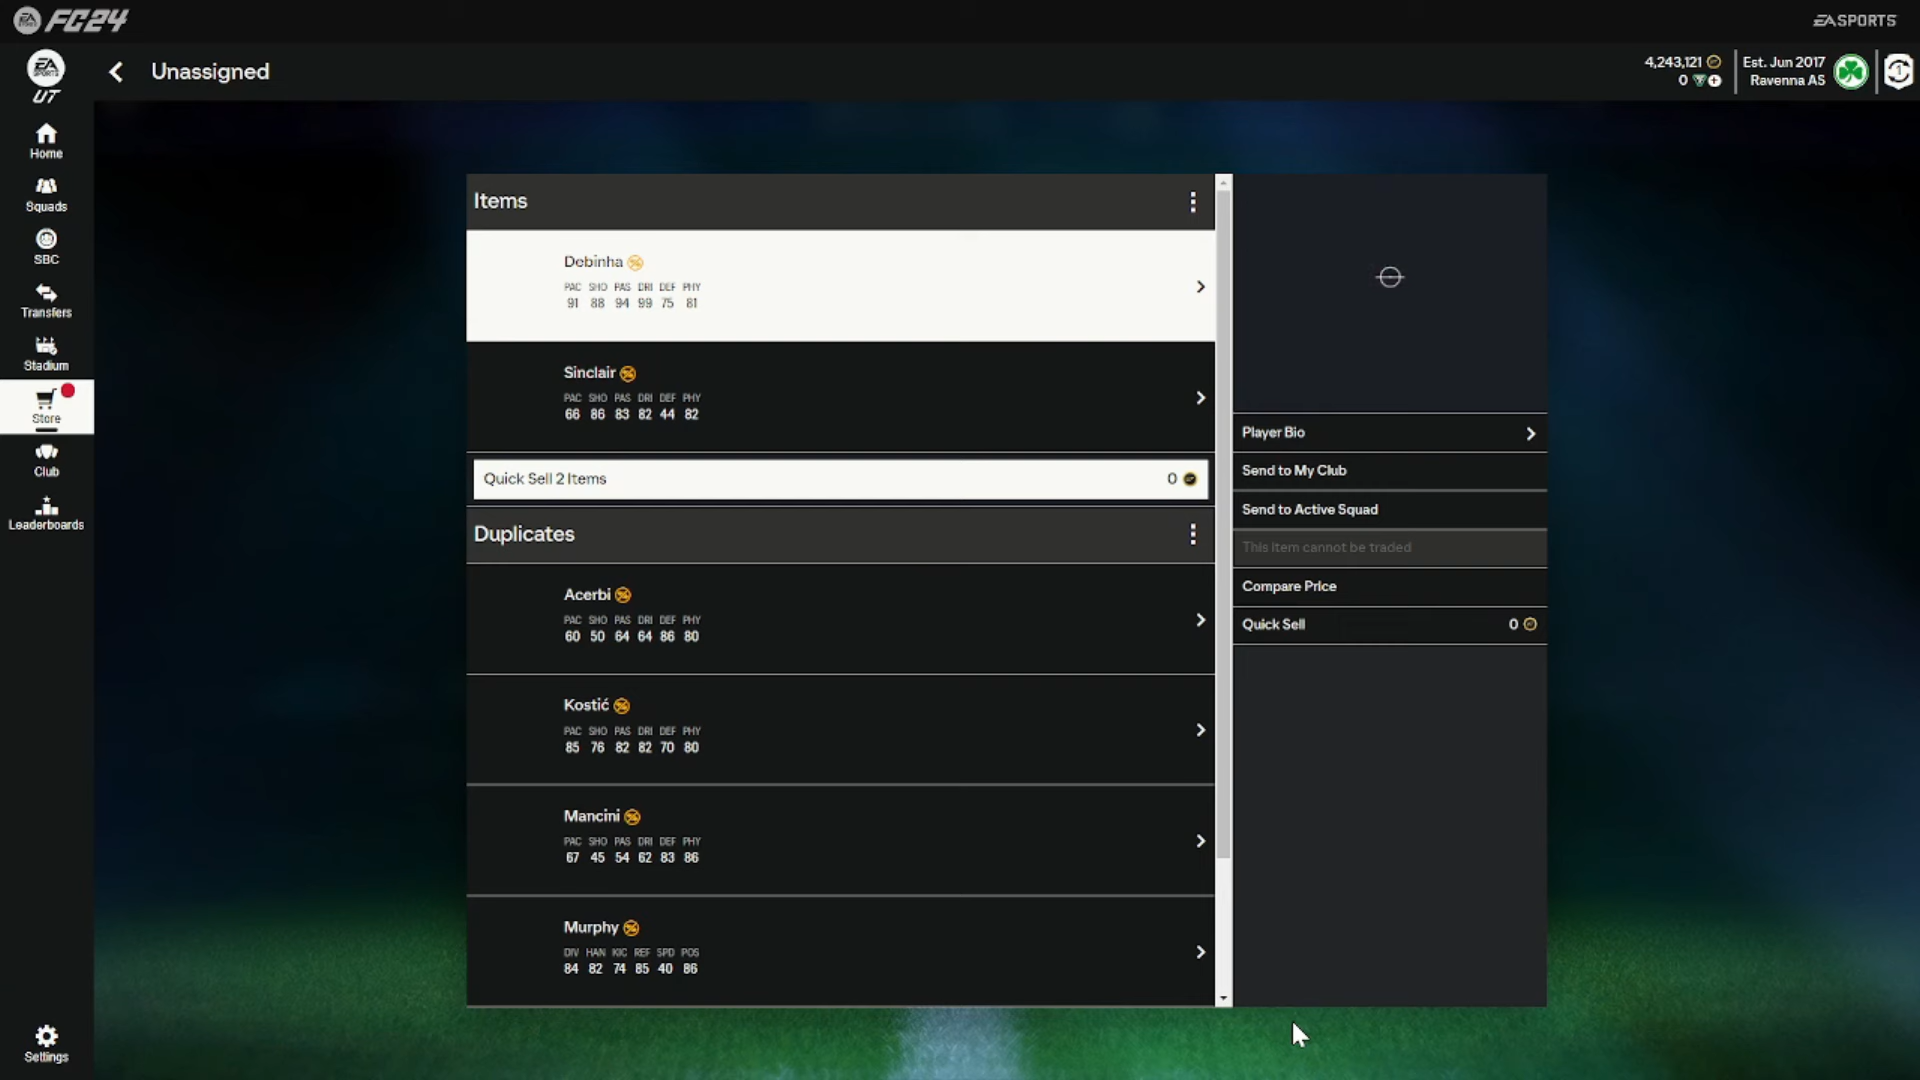 EA SPORTS FC24
EA SPORTS
EA SPORTS UT
Unassigned
4,243,121
0
Est. Jun 2017
Ravenna AS
1
Home
Squads
SBC
Transfers
Stadium
Store
Club
Leaderboards
Settings
Items
Debinha
PAC SHO PAS DRI DEF PHY
91 88 94 99 75 81
Sinclair
PAC SHO PAS DRI DEF PHY
66 86 83 82 44 82
Quick Sell 2 Items 0
Duplicates
Acerbi
PAC SHO PAS DRI DEF PHY
60 50 64 64 86 80
Kostić
PAC SHO PAS DRI DEF PHY
85 76 82 82 70 80
Mancini
PAC SHO PAS DRI DEF PHY
67 45 54 62 83 86
Murphy
DIV HAN KIC REF SPD POS
84 82 74 85 40 86
Player Bio
Send to My Club
Send to Active Squad
This item cannot be traded
Compare Price
Quick Sell 0